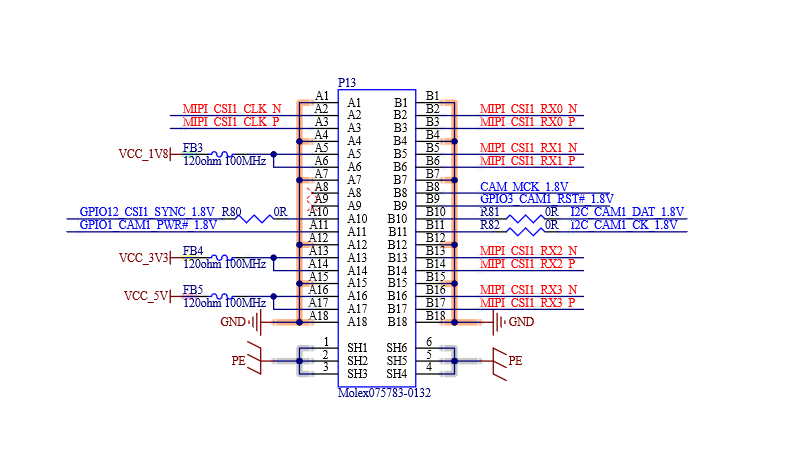 P13
A1 A1 B1 B1
MIPI_CSI1_CLK_N A2 A2 B2 B2 MIPI_CSI1_RX0_N
MIPI_CSI1_CLK_P A3 A3 B3 B3 MIPI_CSI1_RX0_P
A4 A4 B4 B4
VCC_1V8 FB3 A5 A5 B5 B5 MIPI_CSI1_RX1_N
120ohm 100MHz A6 A6 B6 B6 MIPI_CSI1_RX1_P
A7 A7 B7 B7
A8 A8 B8 B8 CAM_MCK_1.8V
A9 A9 B9 B9 GPIO3_CAM1_RST#_1.8V
GPIO12_CSI1_SYNC_1.8V R80 0R A10 A10 B10 B10 R81 0R I2C_CAM1_DAT_1.8V
GPIO1_CAM1_PWR#_1.8V A11 A11 B11 B11 R82 0R I2C_CAM1_CK_1.8V
A12 A12 B12 B12
VCC_3V3 FB4 A13 A13 B13 B13 MIPI_CSI1_RX2_N
120ohm 100MHz A14 A14 B14 B14 MIPI_CSI1_RX2_P
A15 A15 B15 B15
VCC_5V FB5 A16 A16 B16 B16 MIPI_CSI1_RX3_N
120ohm 100MHz A17 A17 B17 B17 MIPI_CSI1_RX3_P
GND A18 A18 B18 B18 GND
1 SH1 SH6 6
PE 2 SH2 SH5 5 PE
3 SH3 SH4 4
Molex075783-0132